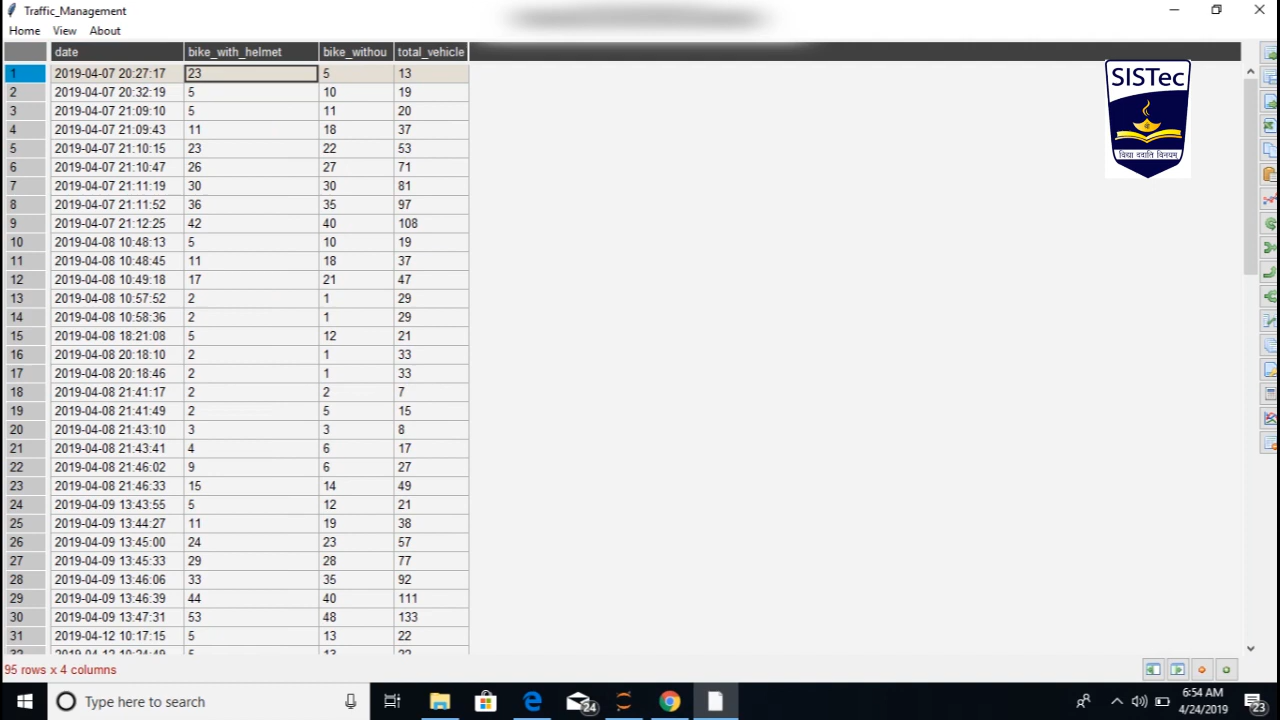 Traffic_Management
Home View About
date bike_with_helmet bike_withou total_vehicle
1 2019-04-07 20:27:17 23 5 13
2 2019-04-07 20:32:19 5 10 19
3 2019-04-07 21:09:10 5 11 20
4 2019-04-07 21:09:43 11 18 37
5 2019-04-07 21:10:15 23 22 53
6 2019-04-07 21:10:47 26 27 71
7 2019-04-07 21:11:19 30 30 81
8 2019-04-07 21:11:52 36 35 97
9 2019-04-07 21:12:25 42 40 108
10 2019-04-08 10:48:13 5 10 19
11 2019-04-08 10:48:45 11 18 37
12 2019-04-08 10:49:18 17 21 47
13 2019-04-08 10:57:52 2 1 29
14 2019-04-08 10:58:36 2 1 29
15 2019-04-08 18:21:08 5 12 21
16 2019-04-08 20:18:10 2 1 33
17 2019-04-08 20:18:46 2 1 33
18 2019-04-08 21:41:17 2 2 7
19 2019-04-08 21:41:49 2 5 15
20 2019-04-08 21:43:10 3 3 8
21 2019-04-08 21:43:41 4 6 17
22 2019-04-08 21:46:02 9 6 27
23 2019-04-08 21:46:33 15 14 49
24 2019-04-09 13:43:55 5 12 21
25 2019-04-09 13:44:27 11 19 38
26 2019-04-09 13:45:00 24 23 57
27 2019-04-09 13:45:33 29 28 77
28 2019-04-09 13:46:06 33 35 92
29 2019-04-09 13:46:39 44 40 111
30 2019-04-09 13:47:31 53 48 133
31 2019-04-12 10:17:15 5 13 22
SISTec
विद्या ददाति विनयम्
95 rows x 4 columns
Type here to search
24
6:54 AM
4/24/2019
23